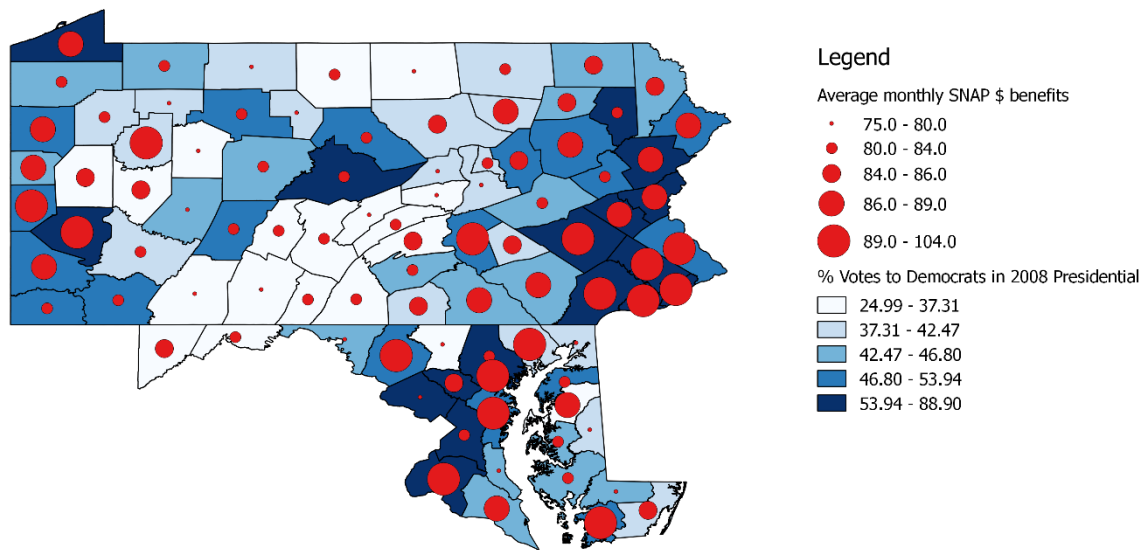 Legend
Average monthly SNAP $ benefits
75.0 - 80.0
80.0 - 84.0
84.0 - 86.0
86.0 - 89.0
89.0 - 104.0
% Votes to Democrats in 2008 Presidential
24.99 - 37.31
37.31 - 42.47
42.47 - 46.80
46.80 - 53.94
53.94 - 88.90